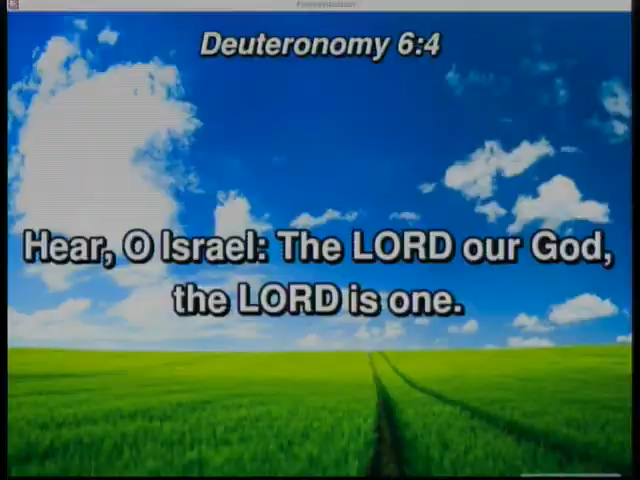 Deuteronomy 6:4
Hear, O Israel: The LORD our God,
the LORD is one.